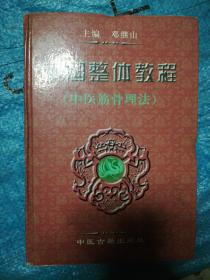 主编 邓继山
整体教程
（中医筋骨理法）
中医古籍出版社